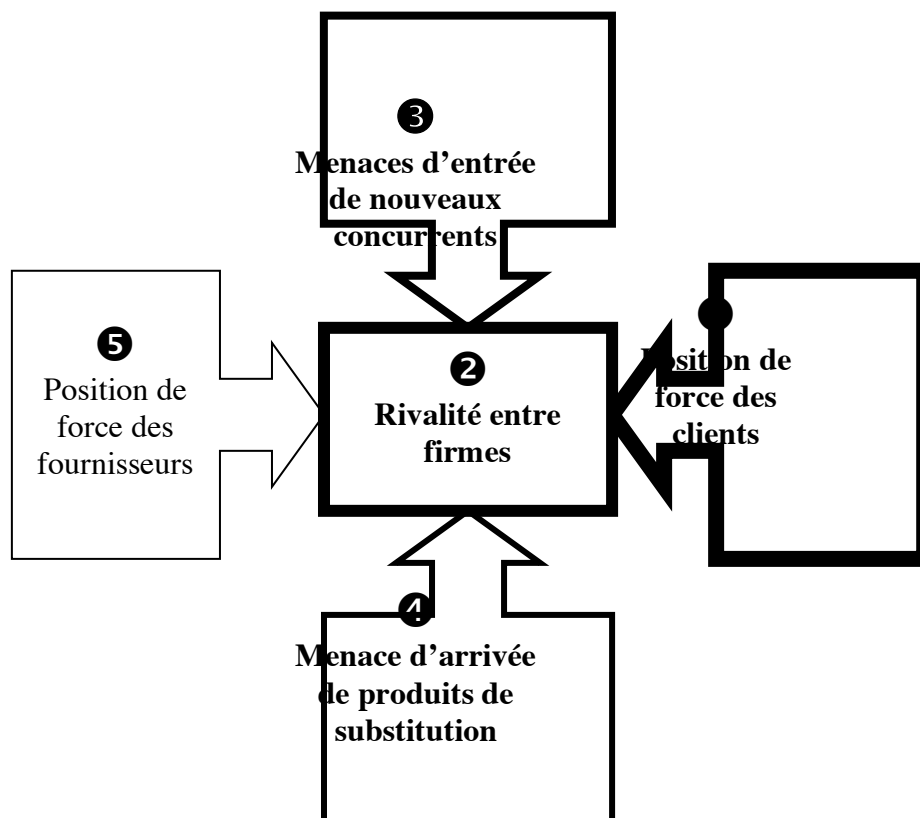 ❸
Menaces d’entrée
de nouveaux
concurrents
❺
Position de
force des
fournisseurs
❷
Rivalité entre
firmes
Position de
force des
clients
❹
Menace d’arrivée
de produits de
substitution